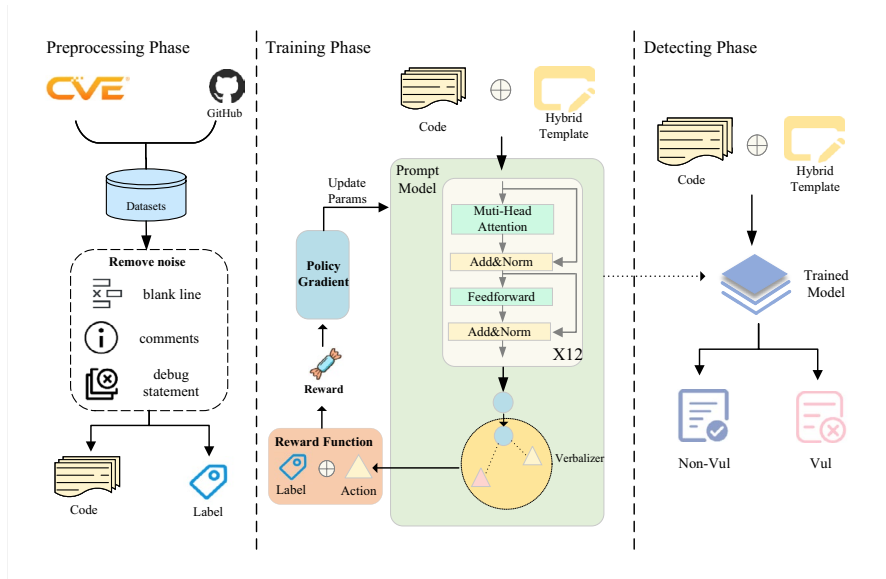 Preprocessing Phase
CVE
GitHub
Datasets
Remove noise
blank line
comments
debug
statement
Code
Label
Training Phase
Code
Hybrid
Template
Prompt
Model
Muti-Head
Attention
Add&Norm
Feedforward
Add&Norm
X12
Verbalizer
Update
Params
Policy
Gradient
Reward
Reward Function
Label
Action
Detecting Phase
Code
Hybrid
Template
Trained
Model
Non-Vul
Vul